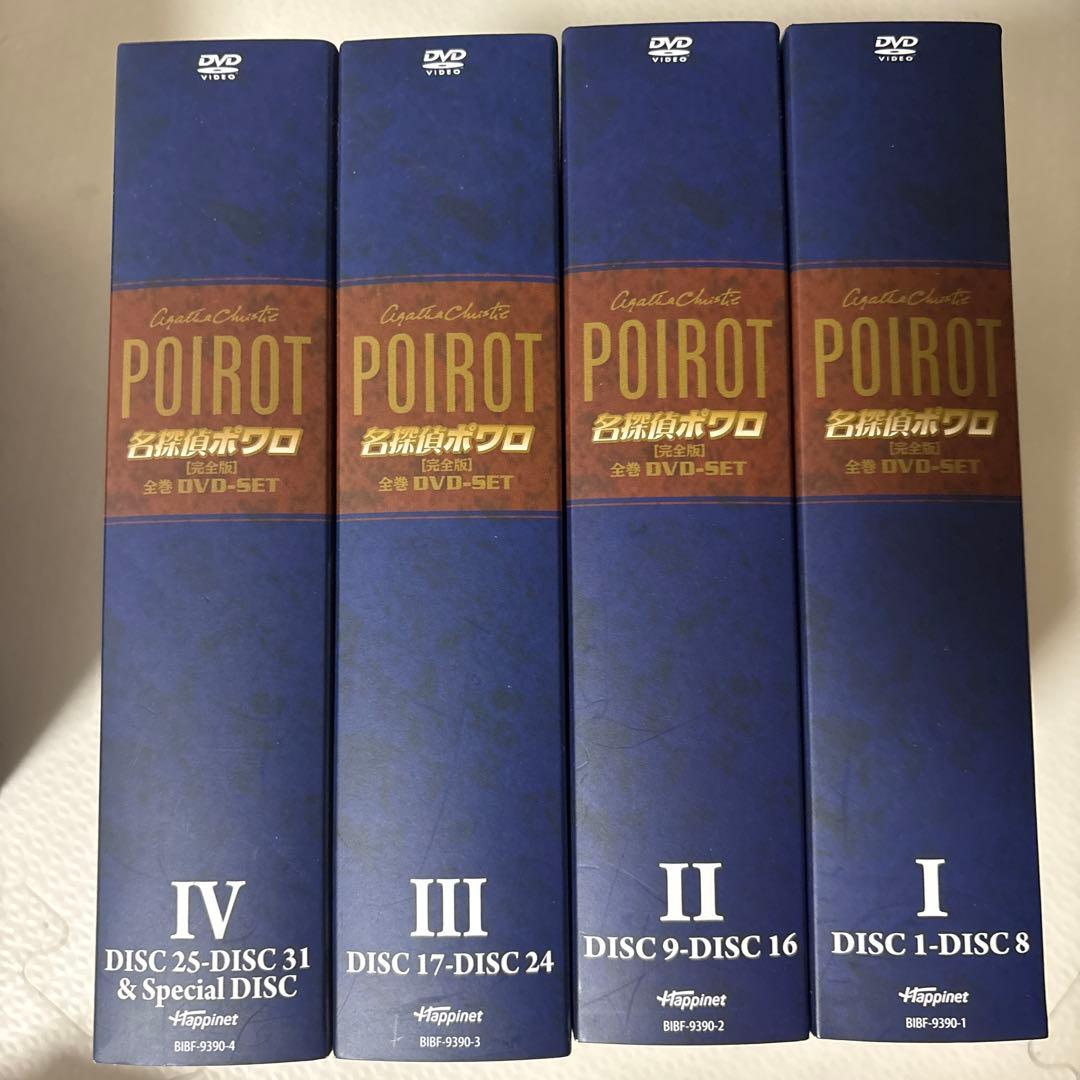 DVD
VIDEO
Agatha Christie
POIROT
名探偵ポワロ
[完全版]
全巻 DVD-SET
IV
DISC 25-DISC 31
& Special DISC
Happinet
BIBF-9390-4
DVD
VIDEO
Agatha Christie
POIROT
名探偵ポワロ
[完全版]
全巻 DVD-SET
III
DISC 17-DISC 24
Happinet
BIBF-9390-3
DVD
VIDEO
Agatha Christie
POIROT
名探偵ポワロ
[完全版]
全巻 DVD-SET
II
DISC 9-DISC 16
Happinet
BIBF-9390-2
DVD
VIDEO
Agatha Christie
POIROT
名探偵ポワロ
[完全版]
全巻 DVD-SET
I
DISC 1-DISC 8
Happinet
BIBF-9390-1